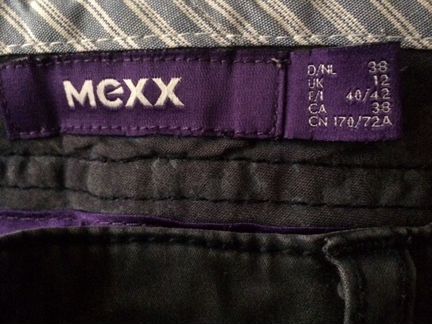 mexx
D/NL 38
UK 12
F/I 40/42
CA 38
CN 170/72A